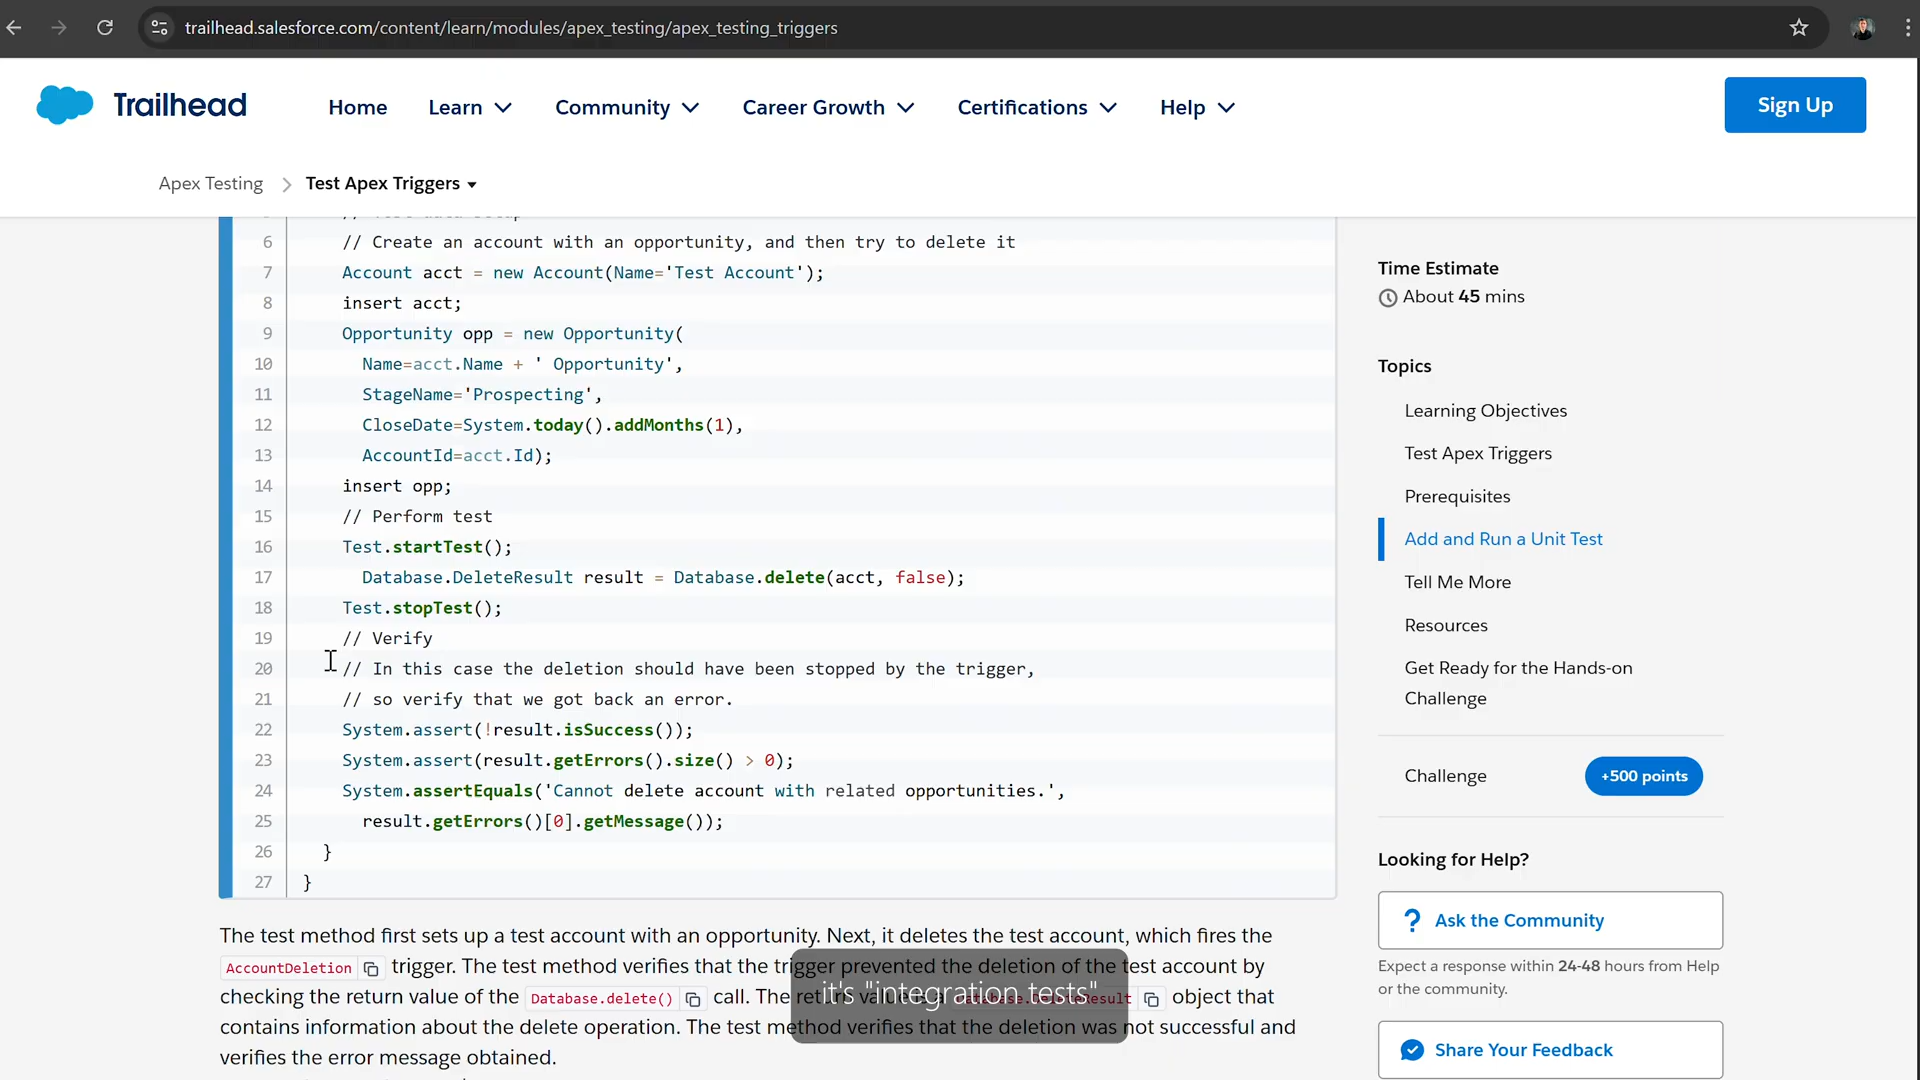 trailhead.salesforce.com/content/learn/modules/apex_testing/apex_testing_triggers
Trailhead
Home
Learn
Community
Career Growth
Certifications
Help
Sign Up
Apex Testing
Test Apex Triggers
6 // Create an account with an opportunity, and then try to delete it
7 Account acct = new Account(Name='Test Account');
8 insert acct;
9 Opportunity opp = new Opportunity(
10 Name=acct.Name + ' Opportunity',
11 StageName='Prospecting',
12 CloseDate=System.today().addMonths(1),
13 AccountId=acct.Id);
14 insert opp;
15 // Perform test
16 Test.startTest();
17 Database.DeleteResult result = Database.delete(acct, false);
18 Test.stopTest();
19 // Verify
20 // In this case the deletion should have been stopped by the trigger,
21 // so verify that we got back an error.
22 System.assert(!result.isSuccess());
23 System.assert(result.getErrors().size() > 0);
24 System.assertEquals('Cannot delete account with related opportunities.',
25 result.getErrors()[0].getMessage());
26 }
27 }
The test method first sets up a test account with an opportunity. Next, it deletes the test account, which fires the
AccountDeletion trigger. The test method verifies that the trigger prevented the deletion of the test account by
checking the return value of the Database.delete() call. The return value is a Database.DeleteResult object that
contains information about the delete operation. The test method verifies that the deletion was not successful and
verifies the error message obtained.
it's "integration tests"
Time Estimate
About 45 mins
Topics
Learning Objectives
Test Apex Triggers
Prerequisites
Add and Run a Unit Test
Tell Me More
Resources
Get Ready for the Hands-on
Challenge
Challenge
+500 points
Looking for Help?
? Ask the Community
Expect a response within 24-48 hours from Help
or the community.
Share Your Feedback